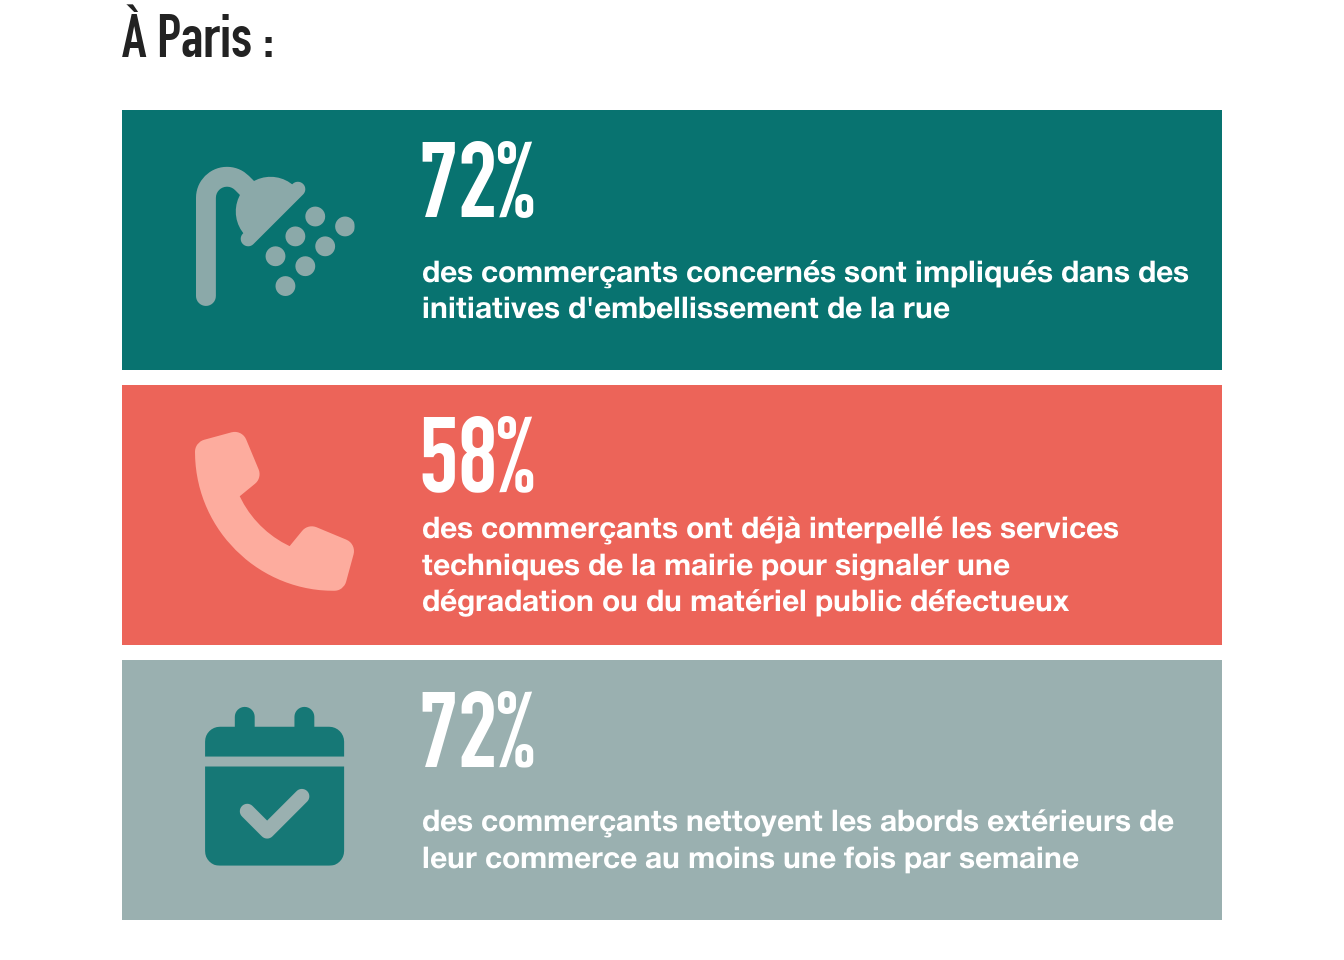 À Paris :
72%
des commerçants concernés sont impliqués dans des
initiatives d'embellissement de la rue
58%
des commerçants ont déjà interpellé les services
techniques de la mairie pour signaler une
dégradation ou du matériel public défectueux
72%
des commerçants nettoyent les abords extérieurs de
leur commerce au moins une fois par semaine